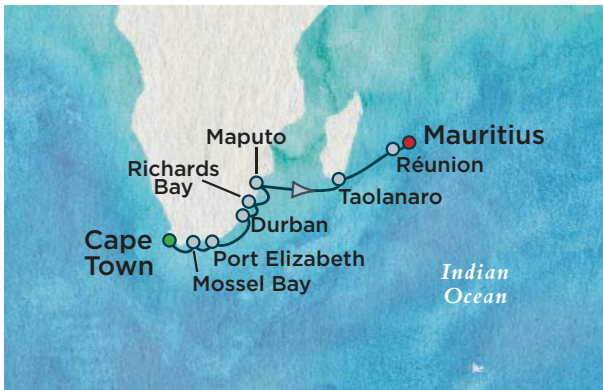 Maputo
Mauritius
Richards
Bay
Réunion
Taolanaro
Durban
Cape
Town
Port Elizabeth
Mossel Bay
Indian
Ocean